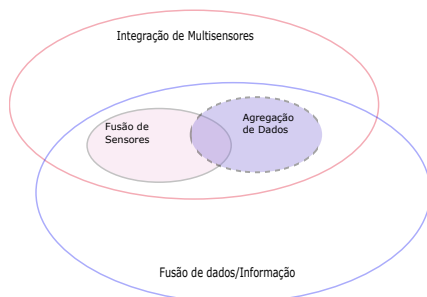 Integração de Multisensores
Fusão de
Sensores
Agregação
de Dados
Fusão de dados/Informação